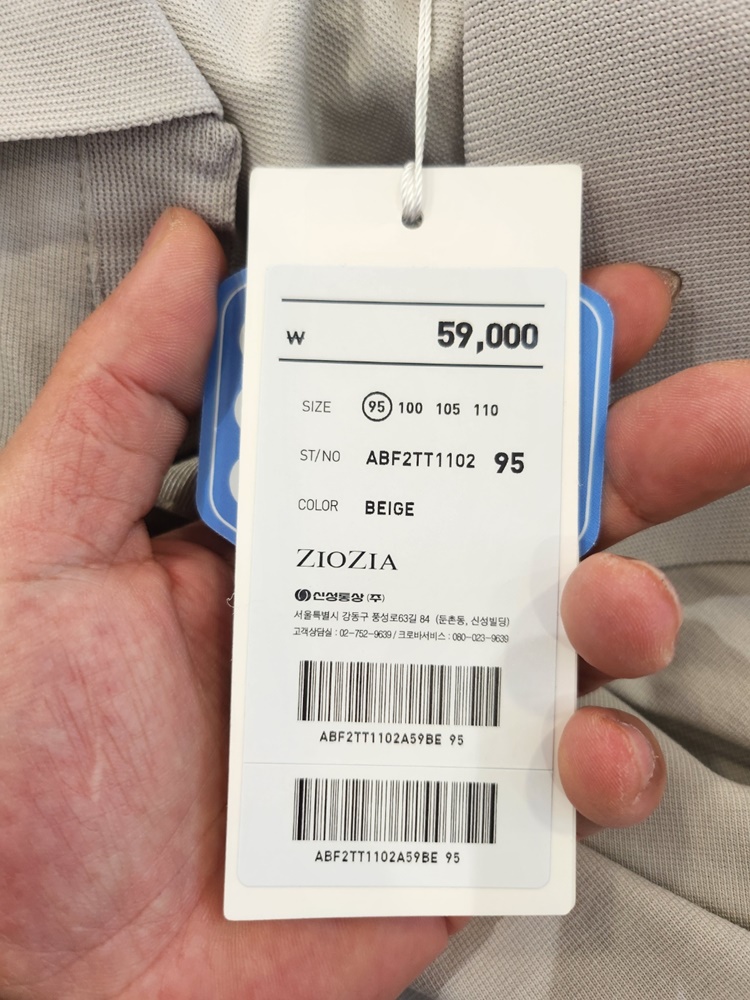 ₩ 59,000
SIZE 95 100 105 110
ST/NO ABF2TT1102 95
COLOR BEIGE
ZIOZIA
신성통상 (주)
서울특별시 강동구 풍성로63길 84 (둔촌동, 신성빌딩)
고객상담실 : 02-752-9639 / 크로바서비스 : 080-023-9639
ABF2TT1102A59BE 95
ABF2TT1102A59BE 95